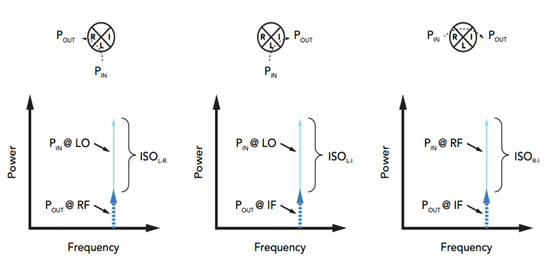 POUT R I L PIN
R I L POUT PIN
PIN R I L POUT
Power
PIN @ LO
ISOL-R
POUT @ RF
Frequency
Power
PIN @ LO
ISOL-I
POUT @ IF
Frequency
Power
PIN @ RF
ISOR-I
POUT @ IF
Frequency